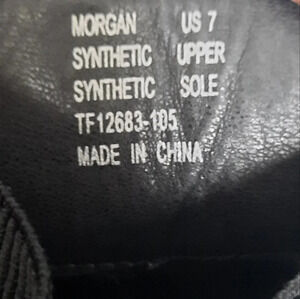 MORGAN US 7
SYNTHETIC UPPER
SYNTHETIC SOLE
TF12683-105
MADE IN CHINA